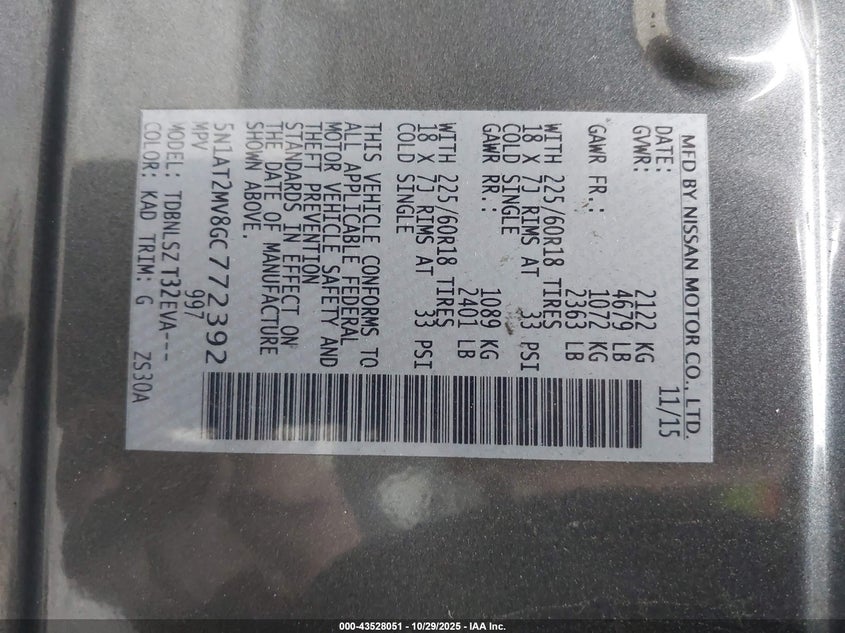 MFD BY NISSAN MOTOR CO., LTD.
DATE: 11/15
GVWR: 2122 KG
4679 LB
GAWR FR.: 1072 KG
2363 LB
WITH 225/60R18 TIRES
18 X 7J RIMS AT 33 PSI
COLD SINGLE
GAWR RR.: 1089 KG
2401 LB
WITH 225/60R18 TIRES
18 X 7J RIMS AT 33 PSI
COLD SINGLE
THIS VEHICLE CONFORMS TO
ALL APPLICABLE FEDERAL
MOTOR VEHICLE SAFETY AND
THEFT PREVENTION
STANDARDS IN EFFECT ON
THE DATE OF MANUFACTURE
SHOWN ABOVE.
5N1AT2MV8GC772392
MPV 997
MODEL: TDBNLSZ T32EVA---
COLOR: KAD TRIM: G ZS30A
000-43528051 - 10/29/2025 - IAA Inc.